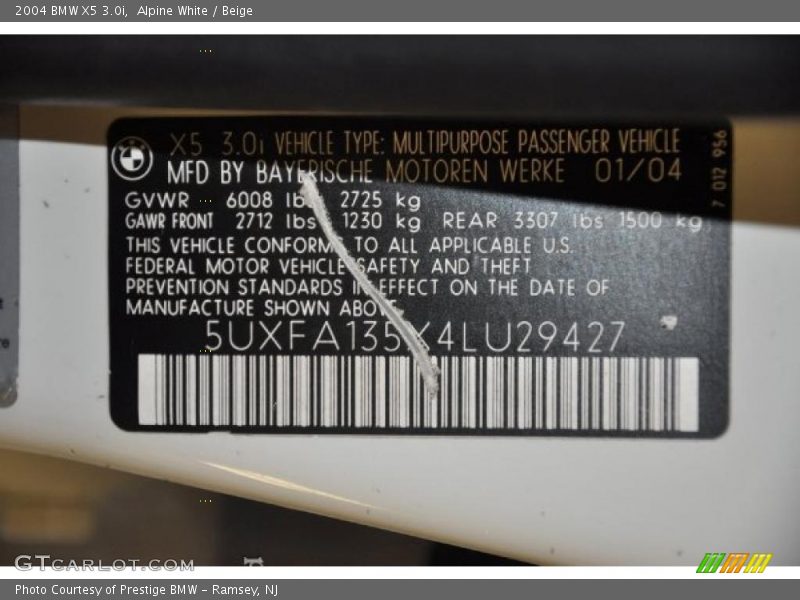 2004 BMW X5 3.0i,  Alpine White / Beige
X5 3.0i VEHICLE TYPE: MULTIPURPOSE PASSENGER VEHICLE
MFD BY BAYERISCHE MOTOREN WERKE 01/04
7 012 956
GVWR 6008 lbs 2725 kg
GAWR FRONT 2712 lbs 1230 kg REAR 3307 lbs 1500 kg
THIS VEHICLE CONFORMS TO ALL APPLICABLE U.S.
FEDERAL MOTOR VEHICLE SAFETY AND THEFT
PREVENTION STANDARDS IN EFFECT ON THE DATE OF
MANUFACTURE SHOWN ABOVE
5UXFA135X4LU29427
GTCARLOT.COM
Photo Courtesy of Prestige BMW - Ramsey, NJ